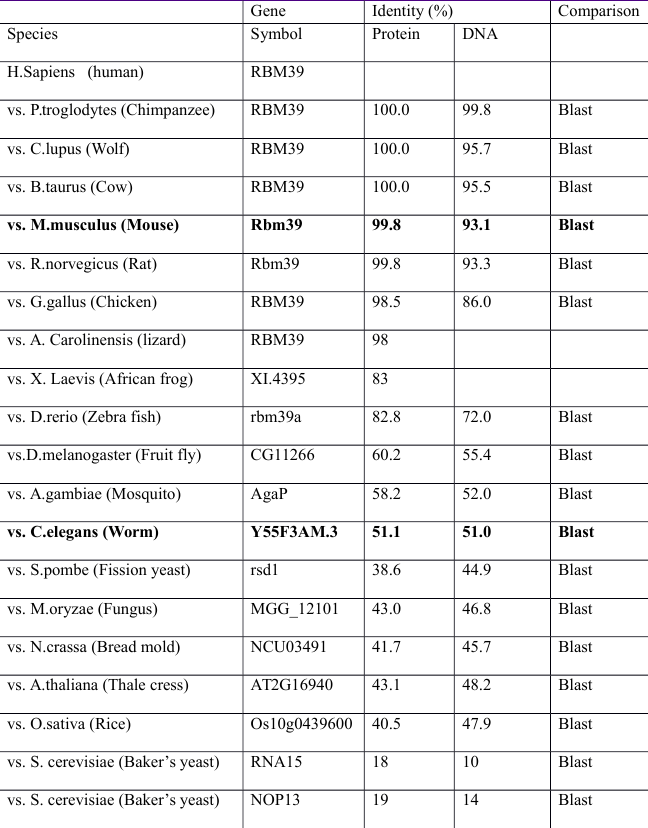 Gene Identity (%) Comparison
Species Symbol Protein DNA
H.Sapiens (human) RBM39
vs. P.troglodytes (Chimpanzee) RBM39 100.0 99.8 Blast
vs. C.lupus (Wolf) RBM39 100.0 95.7 Blast
vs. B.taurus (Cow) RBM39 100.0 95.5 Blast
vs. M.musculus (Mouse) Rbm39 99.8 93.1 Blast
vs. R.norvegicus (Rat) Rbm39 99.8 93.3 Blast
vs. G.gallus (Chicken) RBM39 98.5 86.0 Blast
vs. A. Carolinensis (lizard) RBM39 98
vs. X. Laevis (African frog) XI.4395 83
vs. D.rerio (Zebra fish) rbm39a 82.8 72.0 Blast
vs.D.melanogaster (Fruit fly) CG11266 60.2 55.4 Blast
vs. A.gambiae (Mosquito) AgaP 58.2 52.0 Blast
vs. C.elegans (Worm) Y55F3AM.3 51.1 51.0 Blast
vs. S.pombe (Fission yeast) rsd1 38.6 44.9 Blast
vs. M.oryzae (Fungus) MGG_12101 43.0 46.8 Blast
vs. N.crassa (Bread mold) NCU03491 41.7 45.7 Blast
vs. A.thaliana (Thale cress) AT2G16940 43.1 48.2 Blast
vs. O.sativa (Rice) Os10g0439600 40.5 47.9 Blast
vs. S. cerevisiae (Baker’s yeast) RNA15 18 10 Blast
vs. S. cerevisiae (Baker’s yeast) NOP13 19 14 Blast